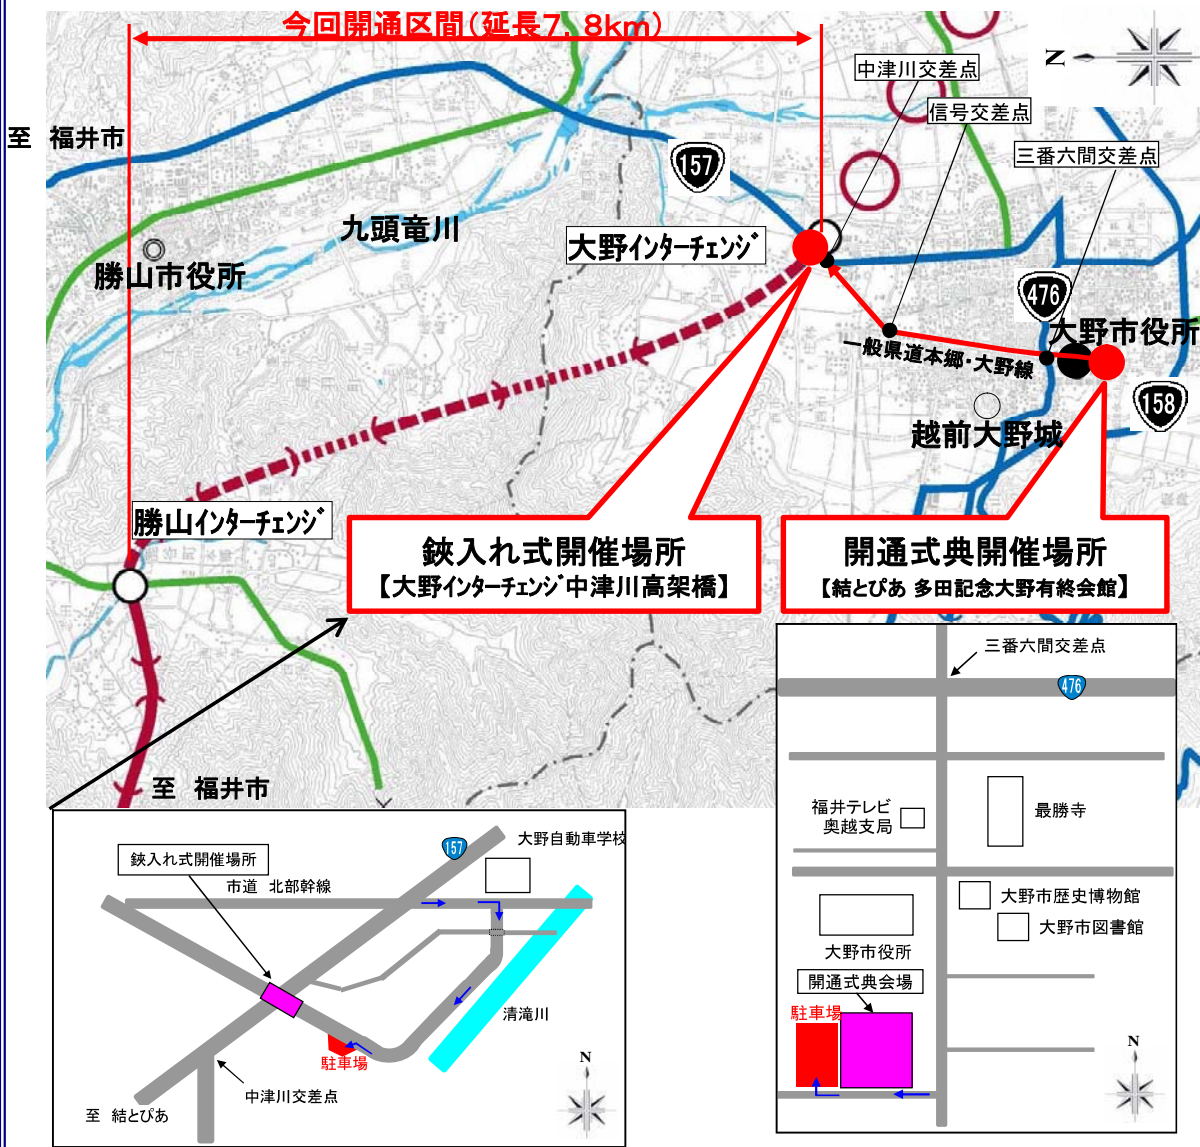 今回開通区間(延長7.8km)
中津川交差点
N
信号交差点
至 福井市
三番六間交差点
157
九頭竜川
大野インターチェンジ
勝山市役所
476
大野市役所
一般県道本郷・大野線
158
越前大野城
勝山インターチェンジ
鋏入れ式開催場所
【大野インターチェンジ中津川高架橋】
開通式典開催場所
【結とぴあ 多田記念大野有終会館】
至 福井市
大野自動車学校
157
鋏入れ式開催場所
市道 北部幹線
清滝川
駐車場
中津川交差点
至 結とぴあ
N
三番六間交差点
476
福井テレビ
奥越支局
最勝寺
大野市歴史博物館
大野市図書館
大野市役所
開通式典会場
駐車場
N